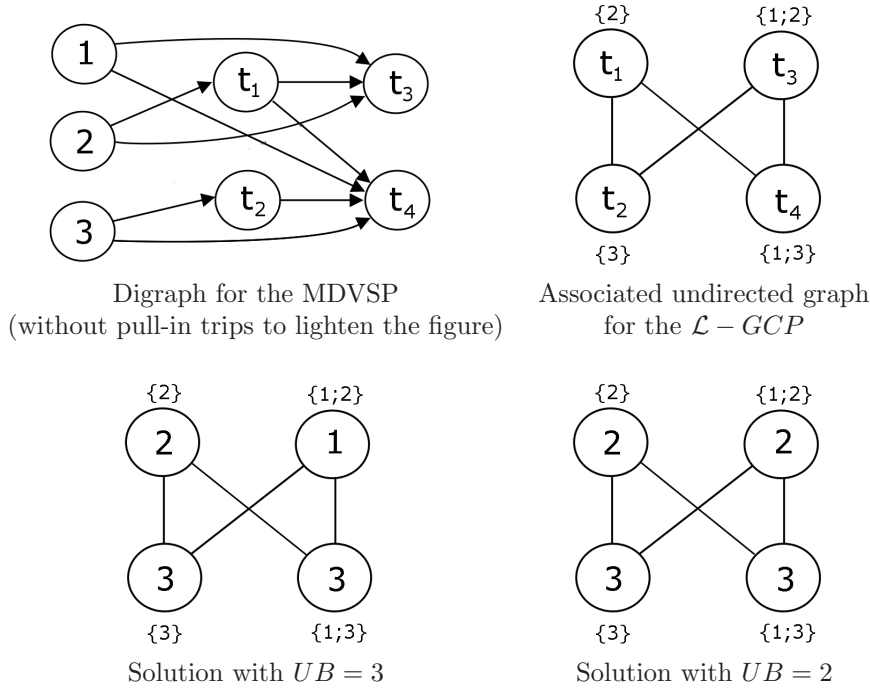 {2} {1;2}
1
t₁ t₃ t₁ t₃
2
t₂ t₄ t₂ t₄
3
{3} {1;3}
Digraph for the MDVSP Associated undirected graph
(without pull-in trips to lighten the figure) for the ℒ − GCP
{2} {1;2} {2} {1;2}
2 1 2 2
3 3 3 3
{3} {1;3} {3} {1;3}
Solution with UB = 3 Solution with UB = 2